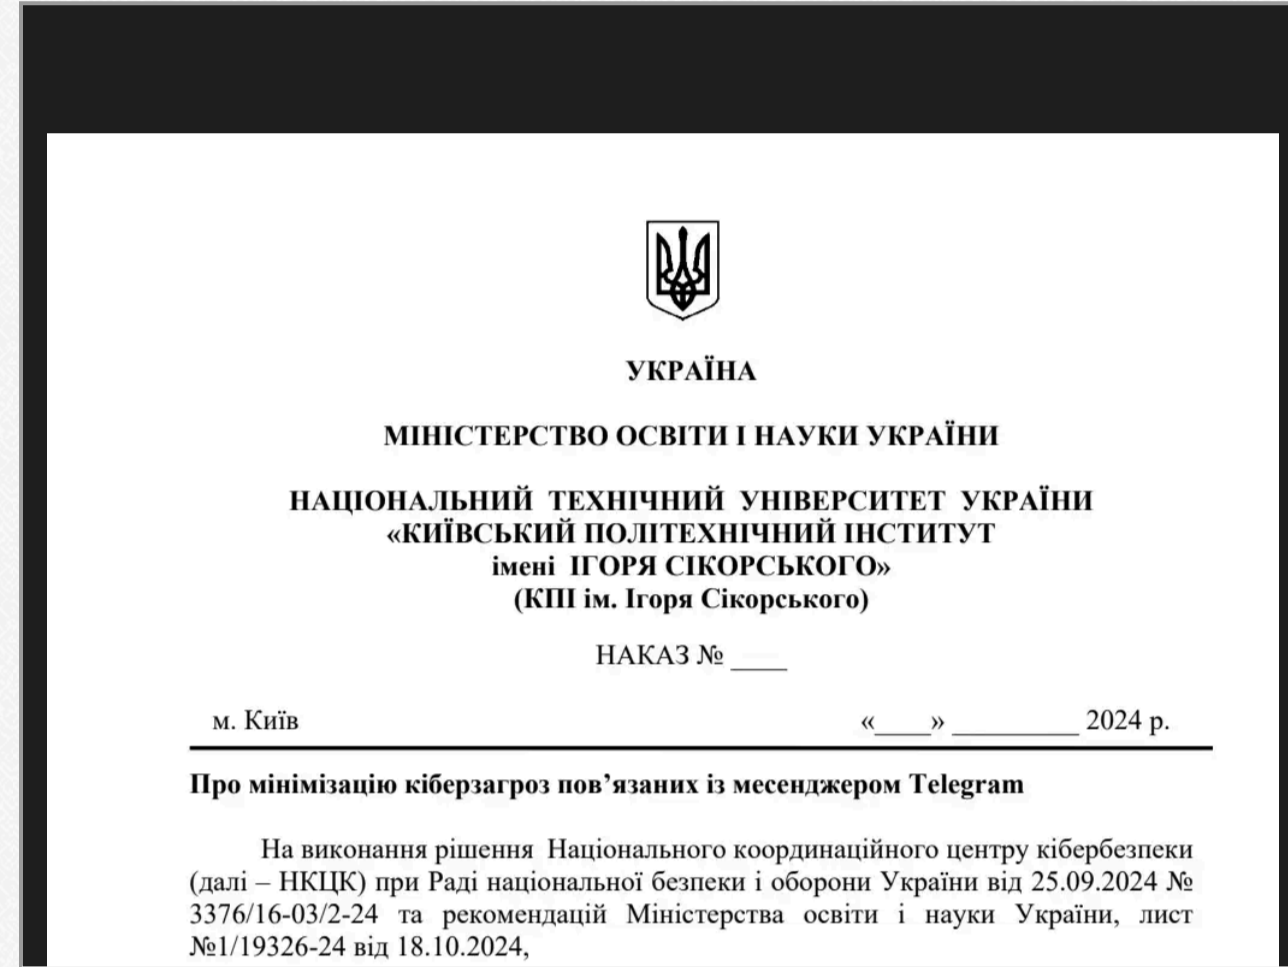 УКРАЇНА
МІНІСТЕРСТВО ОСВІТИ І НАУКИ УКРАЇНИ
НАЦІОНАЛЬНИЙ ТЕХНІЧНИЙ УНІВЕРСИТЕТ УКРАЇНИ
«КИЇВСЬКИЙ ПОЛІТЕХНІЧНИЙ ІНСТИТУТ
імені ІГОРЯ СІКОРСЬКОГО»
(КПІ ім. Ігоря Сікорського)
НАКАЗ № ____
м. Київ «____» _________ 2024 р.
Про мінімізацію кіберзагроз пов’язаних із месенджером Telegram
На виконання рішення Національного координаційного центру кібербезпеки
(далі – НКЦК) при Раді національної безпеки і оборони України від 25.09.2024 №
3376/16-03/2-24 та рекомендацій Міністерства освіти і науки України, лист
№1/19326-24 від 18.10.2024,